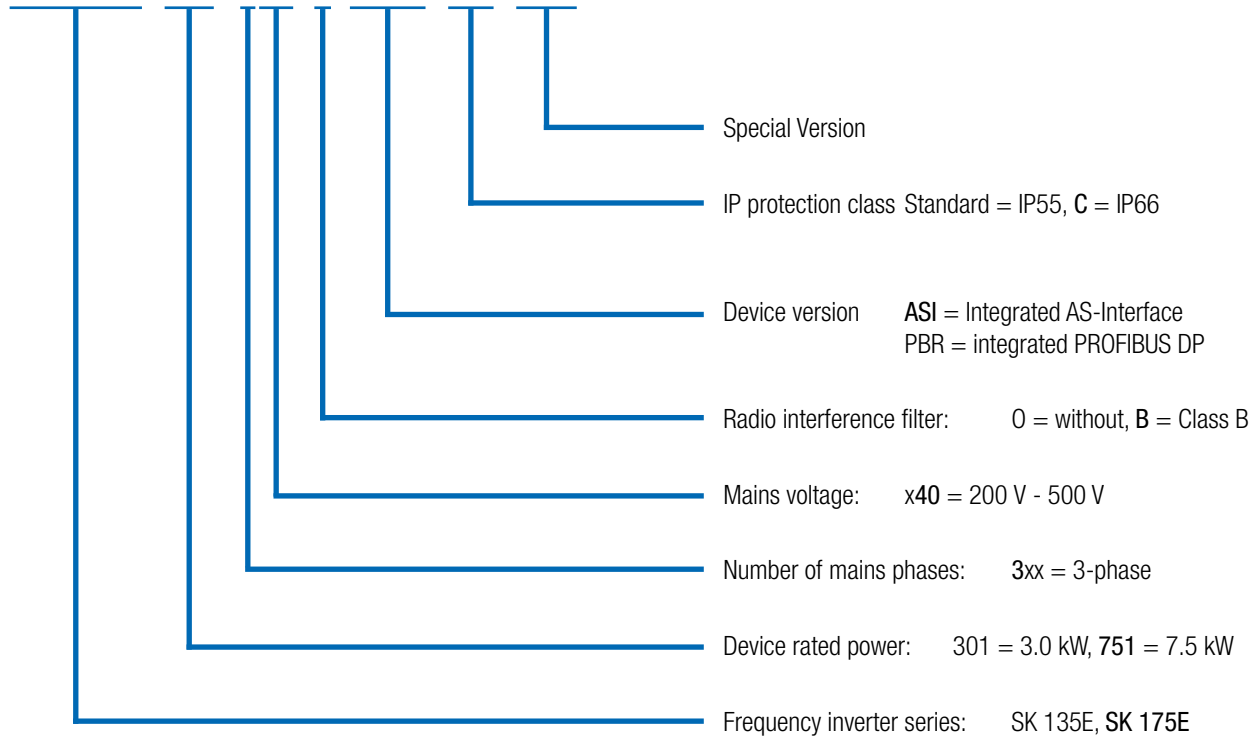 Special Version
IP protection class Standard = IP55, C = IP66
Device version ASI = Integrated AS-Interface
PBR = integrated PROFIBUS DP
Radio interference filter: O = without, B = Class B
Mains voltage: x40 = 200 V - 500 V
Number of mains phases: 3xx = 3-phase
Device rated power: 301 = 3.0 kW, 751 = 7.5 kW
Frequency inverter series: SK 135E, SK 175E